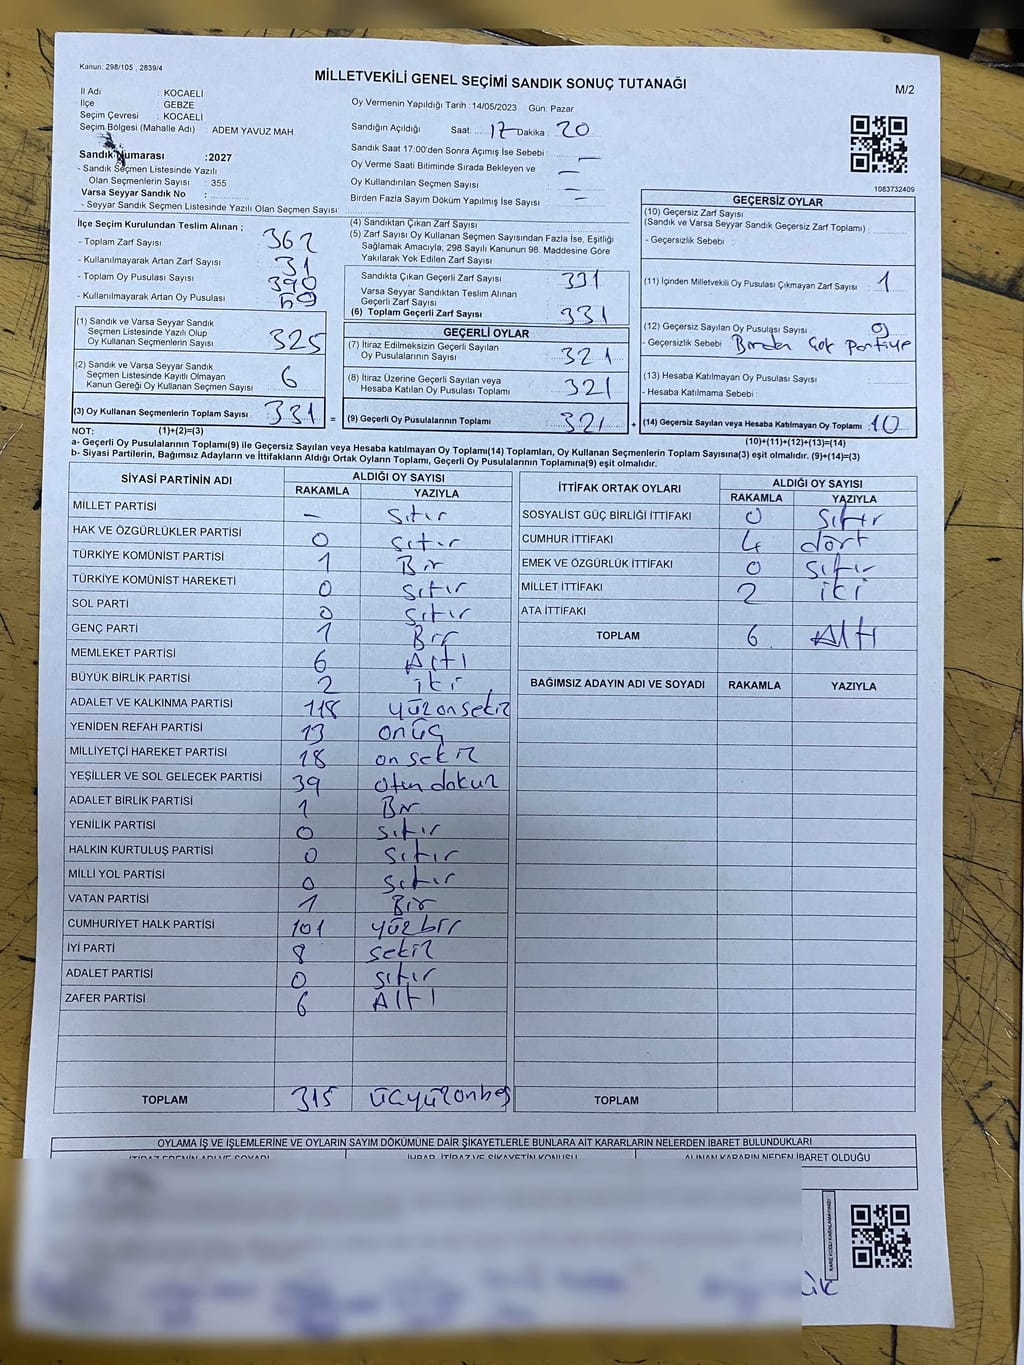 Kanun: 298/105 , 2839/4
MİLLETVEKİLİ GENEL SEÇİMİ SANDIK SONUÇ TUTANAĞI
M/2
İl Adı : KOCAELİ
İlçe : GEBZE
Seçim Çevresi : KOCAELİ
Seçim Bölgesi (Mahalle Adı) : ADEM YAVUZ MAH
Sandık Numarası :2027
- Sandık Seçmen Listesinde Yazılı
Olan Seçmenlerin Sayısı : 355
Varsa Seyyar Sandık No :
- Seyyar Sandık Seçmen Listesinde Yazılı Olan Seçmen Sayısı:
Oy Vermenin Yapıldığı Tarih :14/05/2023 Gün: Pazar
Sandığın Açıldığı Saat: 17 Dakika : 20
Sandık Saat 17:00'den Sonra Açımış İse Sebebi : —
Oy Verme Saati Bitiminde Sırada Bekleyen ve —
Oy Kullandırılan Seçmen Sayısı : —
Birden Fazla Sayım Döküm Yapılmış İse Sayısı : —
1083732409
İlçe Seçim Kurulundan Teslim Alınan ;
- Toplam Zarf Sayısı : 362
- Kullanılmayarak Artan Zarf Sayısı : 31
- Toplam Oy Pusulası Sayısı : 390
- Kullanılmayarak Artan Oy Pusulası : 59
(1) Sandık ve Varsa Seyyar Sandık
Seçmen Listesinde Yazılı Olup
Oy Kullanan Seçmenlerin Sayısı : 325
(2) Sandık ve Varsa Seyyar Sandık
Seçmen Listesinde Kayıtlı Olmayan
Kanun Gereği Oy Kullanan Seçmen Sayısı : 6
(3) Oy Kullanan Seçmenlerin Toplam Sayısı : 331
(4) Sandıktan Çıkan Zarf Sayısı :
(5) Zarf Sayısı Oy Kullanan Seçmen Sayısından Fazla İse, Eşitliği
Sağlamak Amacıyla, 298 Sayılı Kanunun 98. Maddesine Göre
Yakılarak Yok Edilen Zarf Sayısı :
Sandıkta Çıkan Geçerli Zarf Sayısı : 331
Varsa Seyyar Sandıktan Teslim Alınan
Geçerli Zarf Sayısı :
(6) Toplam Geçerli Zarf Sayısı : 331
GEÇERLİ OYLAR
(7) İtiraz Edilmeksizin Geçerli Sayılan
Oy Pusulalarının Sayısı : 321
(8) İtiraz Üzerine Geçerli Sayılan veya
Hesaba Katılan Oy Pusulası Toplamı : 321
= (9) Geçerli Oy Pusulalarının Toplamı : 321
GEÇERSİZ OYLAR
(10) Geçersiz Zarf Sayısı
(Sandık ve Varsa Seyyar Sandık Geçersiz Zarf Toplamı) :
- Geçersizlik Sebebi :
(11) İçinden Milletvekili Oy Pusulası Çıkmayan Zarf Sayısı : 1
(12) Geçersiz Sayılan Oy Pusulası Sayısı : 9
- Geçersizlik Sebebi : Birden Çok Partiye
(13) Hesaba Katılmayan Oy Pusulası Sayısı :
- Hesaba Katılmama Sebebi :
+ (14) Geçersiz Sayılan veya Hesaba Katılmayan Oy Toplamı : 10
NOT: (1)+(2)=(3)
(10)+(11)+(12)+(13)=(14)
a- Geçerli Oy Pusulalarının Toplamı(9) ile Geçersiz Sayılan veya Hesaba katılmayan Oy Toplamı(14) Toplamları, Oy Kullanan Seçmenlerin Toplam Sayısına(3) eşit olmalıdır. (9)+(14)=(3)
b- Siyasi Partilerin, Bağımsız Adayların ve İttifakların Aldığı Ortak Oyların Toplamı, Geçerli Oy Pusulalarının Toplamına(9) eşit olmalıdır.
SİYASİ PARTİNİN ADI ALDIĞI OY SAYISI
RAKAMLA YAZIYLA
MİLLET PARTİSİ — Sıfır
HAK VE ÖZGÜRLÜKLER PARTİSİ 0 Sıfır
TÜRKİYE KOMÜNİST PARTİSİ 1 Bir
TÜRKİYE KOMÜNİST HAREKETİ 0 Sıfır
SOL PARTİ 0 Sıfır
GENÇ PARTİ 1 Bir
MEMLEKET PARTİSİ 6 Altı
BÜYÜK BİRLİK PARTİSİ 2 iki
ADALET VE KALKINMA PARTİSİ 118 yüzonsekiz
YENİDEN REFAH PARTİSİ 13 onüç
MİLLİYETÇİ HAREKET PARTİSİ 18 on sekiz
YEŞİLLER VE SOL GELECEK PARTİSİ 39 otuz dokuz
ADALET BİRLİK PARTİSİ 1 Bir
YENİLİK PARTİSİ 0 sıfır
HALKIN KURTULUŞ PARTİSİ 0 sıfır
MİLLİ YOL PARTİSİ 0 sıfır
VATAN PARTİSİ 1 Bir
CUMHURİYET HALK PARTİSİ 101 yüzbir
İYİ PARTİ 8 sekiz
ADALET PARTİSİ 0 sıfır
ZAFER PARTİSİ 6 Altı
TOPLAM 315 üçyüzonbeş
İTTİFAK ORTAK OYLARI ALDIĞI OY SAYISI
RAKAMLA YAZIYLA
SOSYALİST GÜÇ BİRLİĞİ İTTİFAKI 0 Sıfır
CUMHUR İTTİFAKI 4 dört
EMEK VE ÖZGÜRLÜK İTTİFAKI 0 Sıfır
MİLLET İTTİFAKI 2 iki
ATA İTTİFAKI
TOPLAM 6 Altı
BAĞIMSIZ ADAYIN ADI VE SOYADI RAKAMLA YAZIYLA
TOPLAM
OYLAMA İŞ VE İŞLEMLERİNE VE OYLARIN SAYIM DÖKÜMÜNE DAİR ŞİKAYETLERLE BUNLARA AİT KARARLARIN NELERDEN İBARET BULUNDUKLARI
İTİRAZ EDENİN ADI VE SOYADI İHBAR, İTİRAZ VE ŞİKAYETİN KONUSU ALINAN KARARIN NEDEN İBARET OLDUĞU